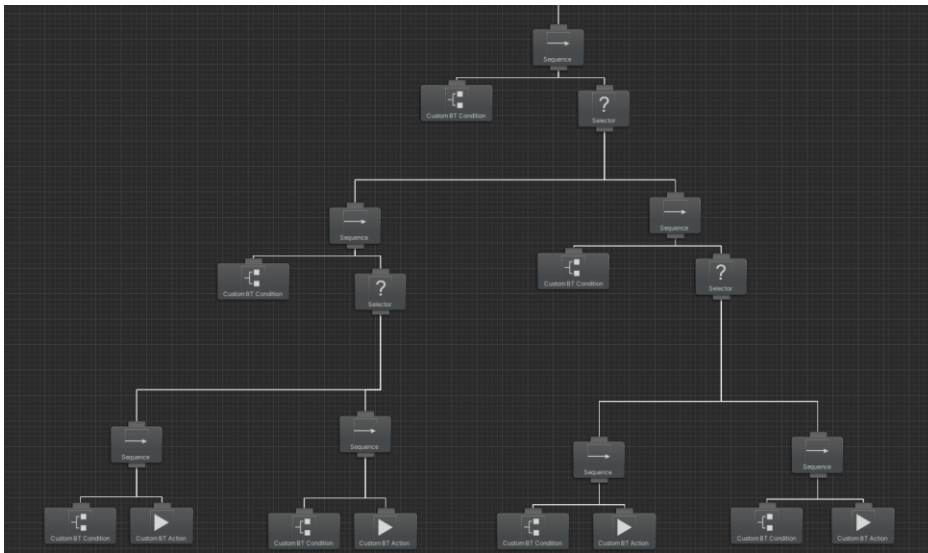 Sequence
Custom BT Condition
?
Selector
Sequence
Sequence
Custom BT Condition
?
Selector
Custom BT Condition
?
Selector
Sequence
Sequence
Sequence
Sequence
Custom BT Condition
Custom BT Action
Custom BT Condition
Custom BT Action
Custom BT Condition
Custom BT Action
Custom BT Condition
Custom BT Action